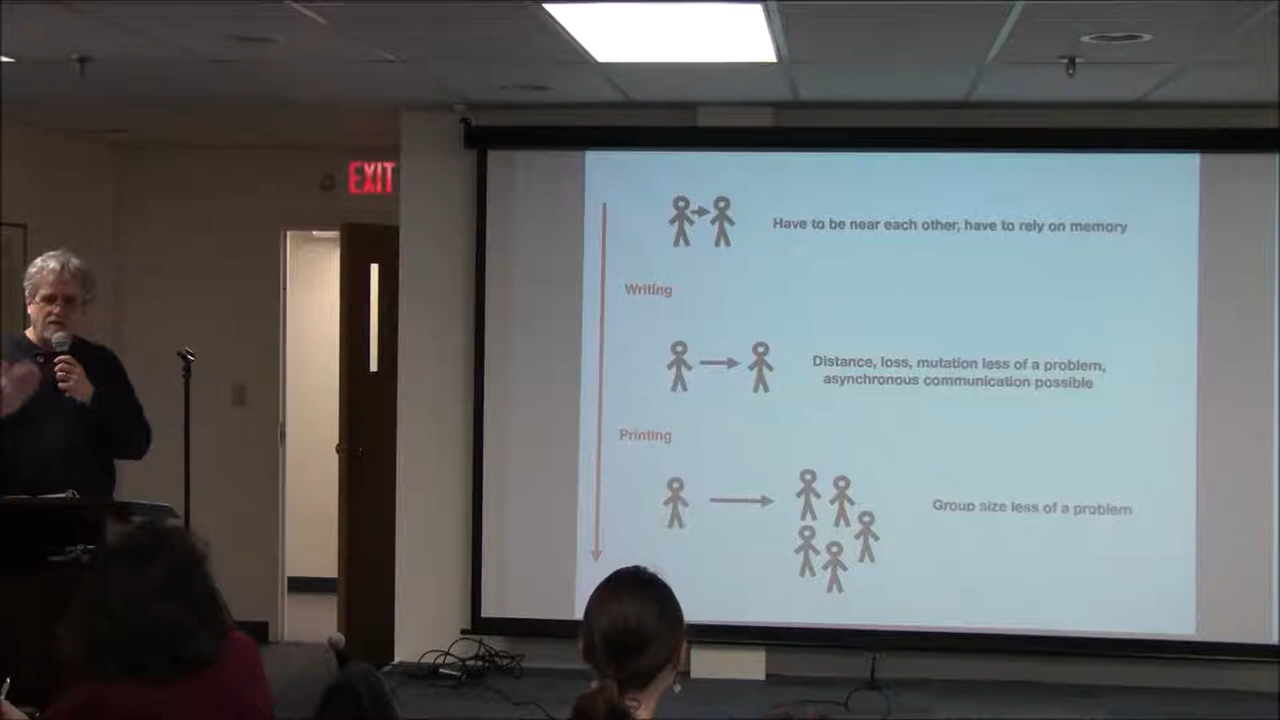 EXIT
Have to be near each other, have to rely on memory
Writing
Distance, loss, mutation less of a problem,
asynchronous communication possible
Printing
Group size less of a problem